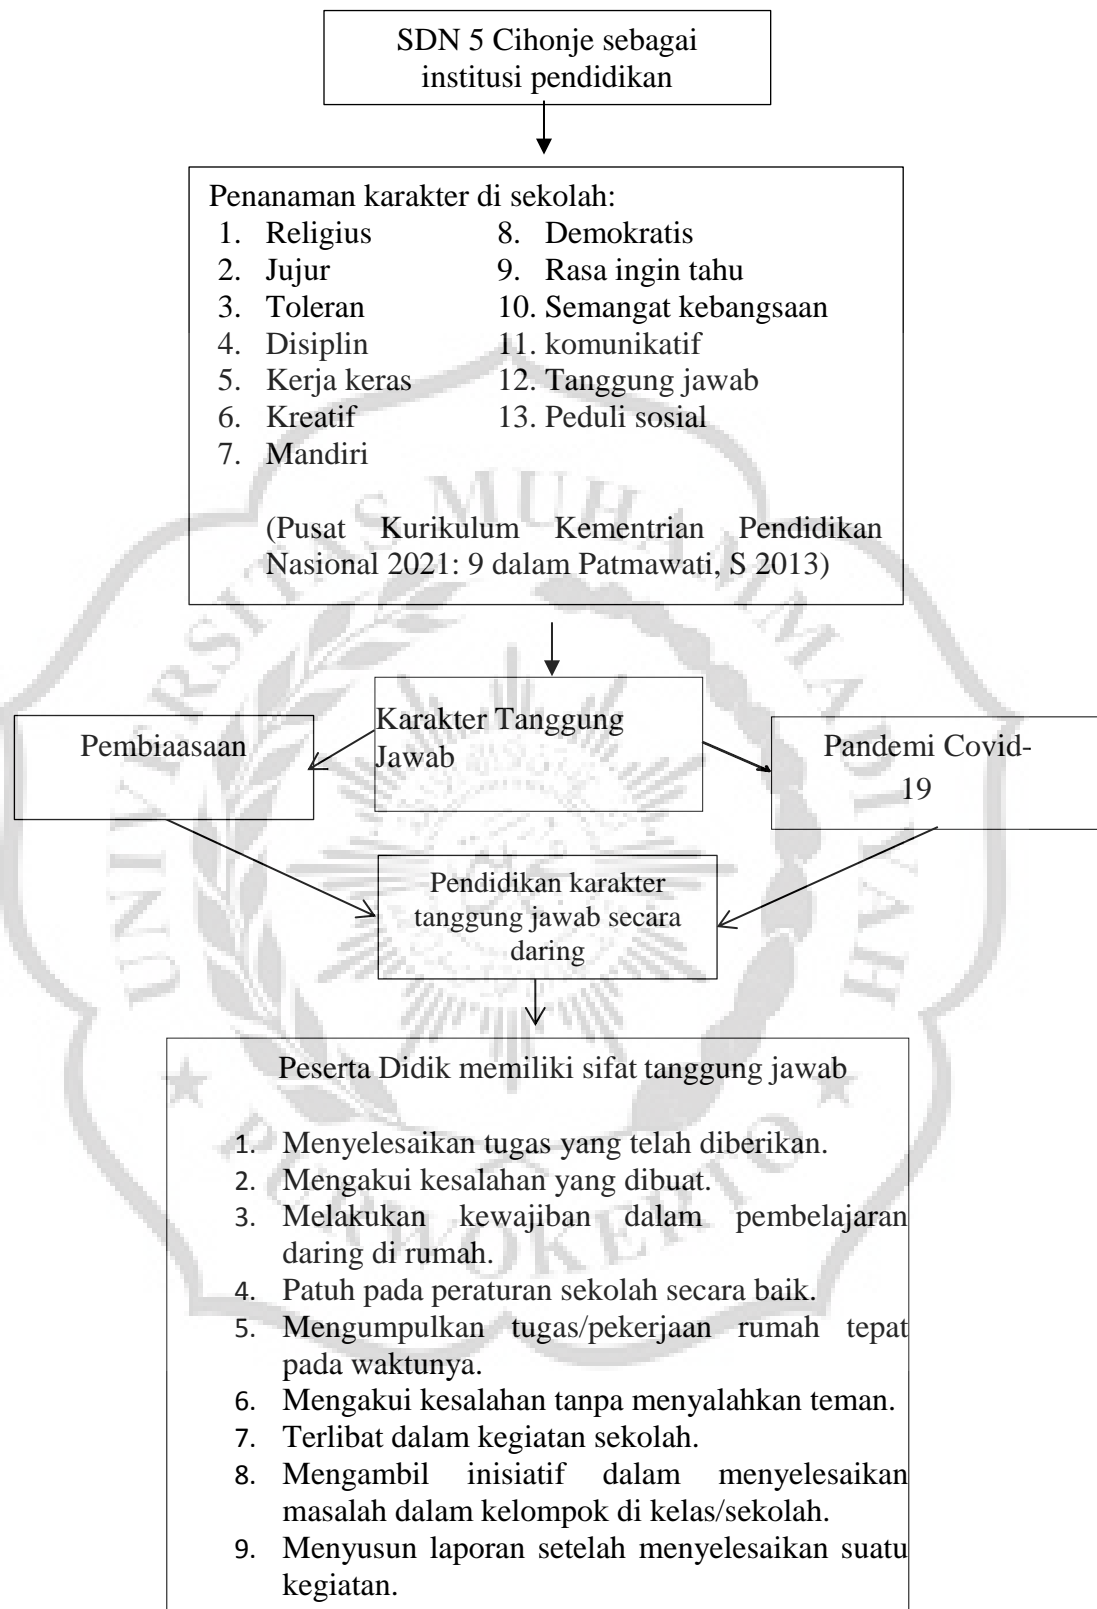 SDN 5 Cihonje sebagai
institusi pendidikan
Penanaman karakter di sekolah:
1. Religius
2. Jujur
3. Toleran
4. Disiplin
5. Kerja keras
6. Kreatif
7. Mandiri
8. Demokratis
9. Rasa ingin tahu
10. Semangat kebangsaan
11. komunikatif
12. Tanggung jawab
13. Peduli sosial
(Pusat Kurikulum Kementrian Pendidikan
Nasional 2021: 9 dalam Patmawati, S 2013)
Karakter Tanggung
Jawab
Pembiaasaan
Pandemi Covid-
19
Pendidikan karakter
tanggung jawab secara
daring
Peserta Didik memiliki sifat tanggung jawab
1. Menyelesaikan tugas yang telah diberikan.
2. Mengakui kesalahan yang dibuat.
3. Melakukan kewajiban dalam pembelajaran
daring di rumah.
4. Patuh pada peraturan sekolah secara baik.
5. Mengumpulkan tugas/pekerjaan rumah tepat
pada waktunya.
6. Mengakui kesalahan tanpa menyalahkan teman.
7. Terlibat dalam kegiatan sekolah.
8. Mengambil inisiatif dalam menyelesaikan
masalah dalam kelompok di kelas/sekolah.
9. Menyusun laporan setelah menyelesaikan suatu
kegiatan.
UNIVERSITAS MUHAMMADIYAH
PURWOKERTO